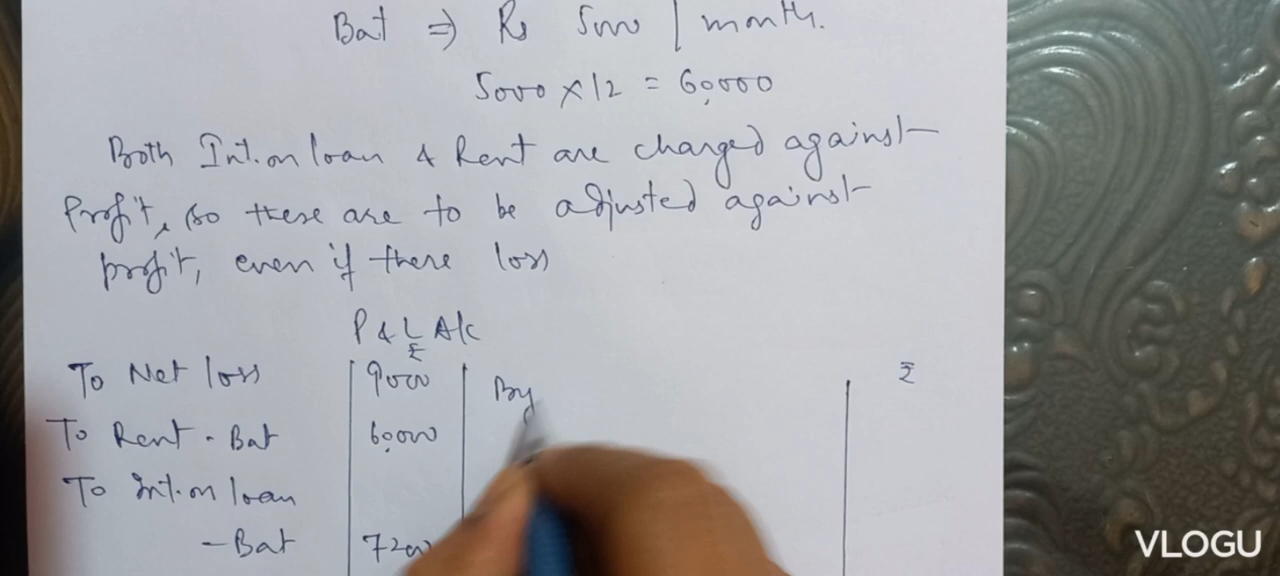 Bat ⇒ Rs 5000 / month.
5000 × 12 = 60,000
Both Int. on loan & Rent are charged against
Profit, so these are to be adjusted against
profit, even if there loss
P & L A/c
₹ ₹
To Net loss 9000 By
To Rent - Bat 60,000
To Int. on loan
- Bat 7200
VLOGU